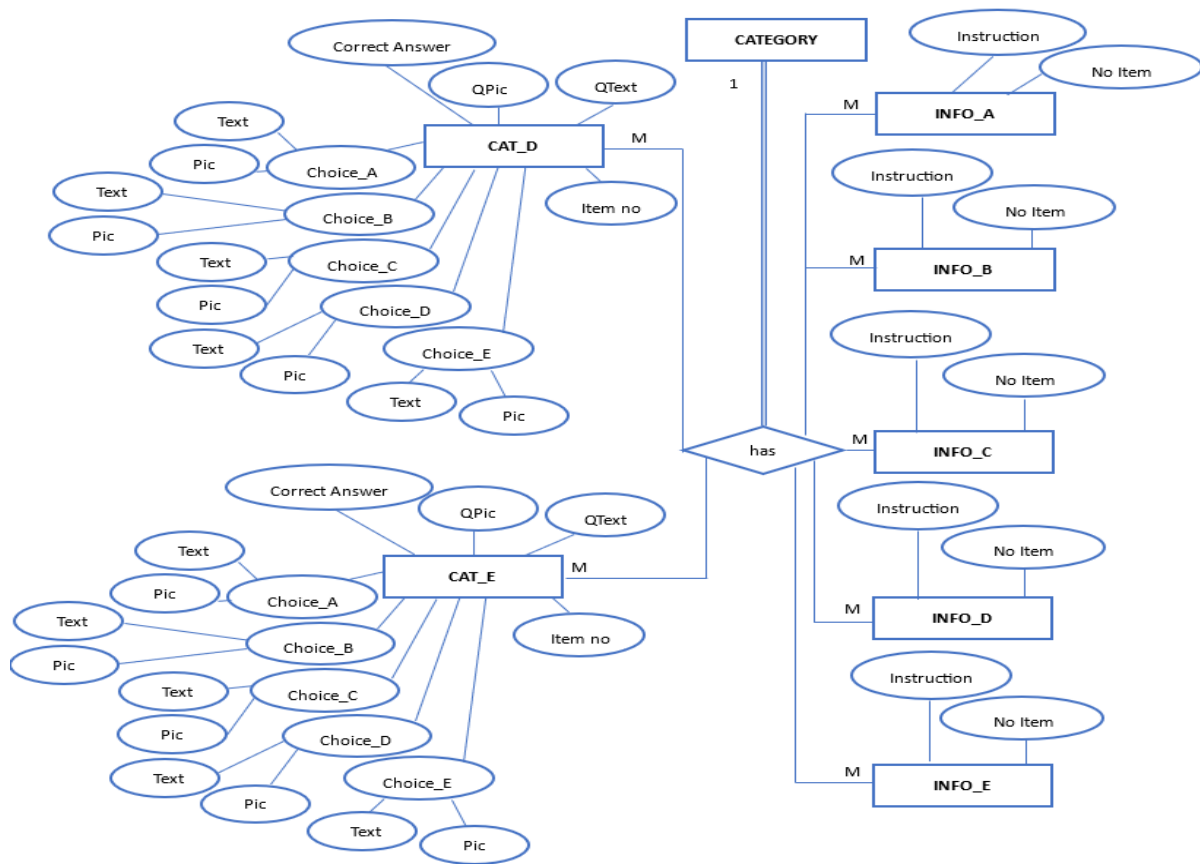 Correct Answer
QPic
QText
Text
Pic
Choice_A
Text
Pic
Choice_B
Text
Pic
Choice_C
Text
Choice_D
Pic
Choice_E
Text
Pic
CAT_D
M
Item no
CATEGORY
1
has
Instruction
No Item
M
INFO_A
Instruction
No Item
M
INFO_B
Instruction
No Item
M
INFO_C
Instruction
No Item
M
INFO_D
Instruction
No Item
M
INFO_E
Correct Answer
QPic
QText
CAT_E
M
Item no
Text
Pic
Choice_A
Text
Pic
Choice_B
Text
Pic
Choice_C
Text
Choice_D
Pic
Choice_E
Text
Pic